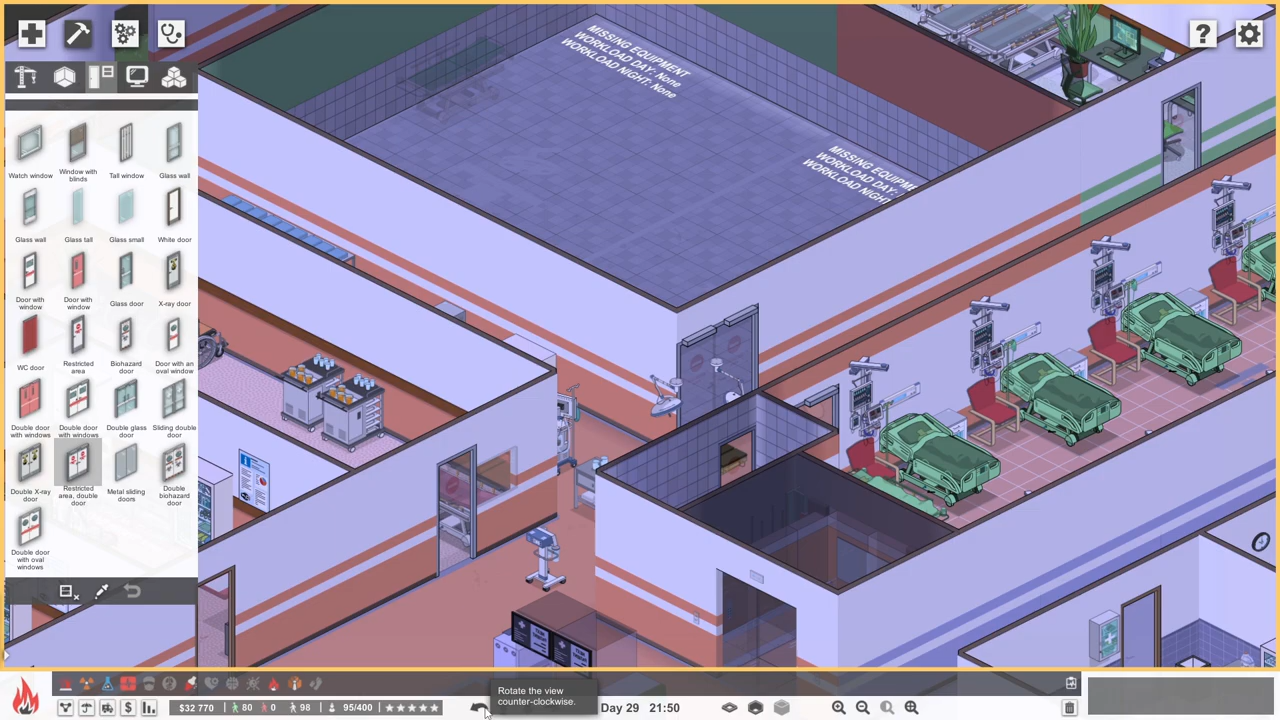 MISSING EQUIPMENT
WORKLOAD DAY: None
WORKLOAD NIGHT: None
MISSING EQUIPM
WORKLOAD DAY:
WORKLOAD NIGHT
Watch window
Window with blinds
Tall window
Glass wall
Glass wall
Glass tall
Glass small
White door
Door with window
Door with window
Glass door
X-ray door
WC door
Restricted area
Biohazard door
Door with an oval window
Double door with windows
Double door with windows
Double glass door
Sliding double door
Double X-ray door
Restricted area, double door
Metal sliding doors
Double biohazard door
Double door with oval windows
?
Rotate the view
counter-clockwise.
$32 770
80
0
98
95/400
Day 29 21:50